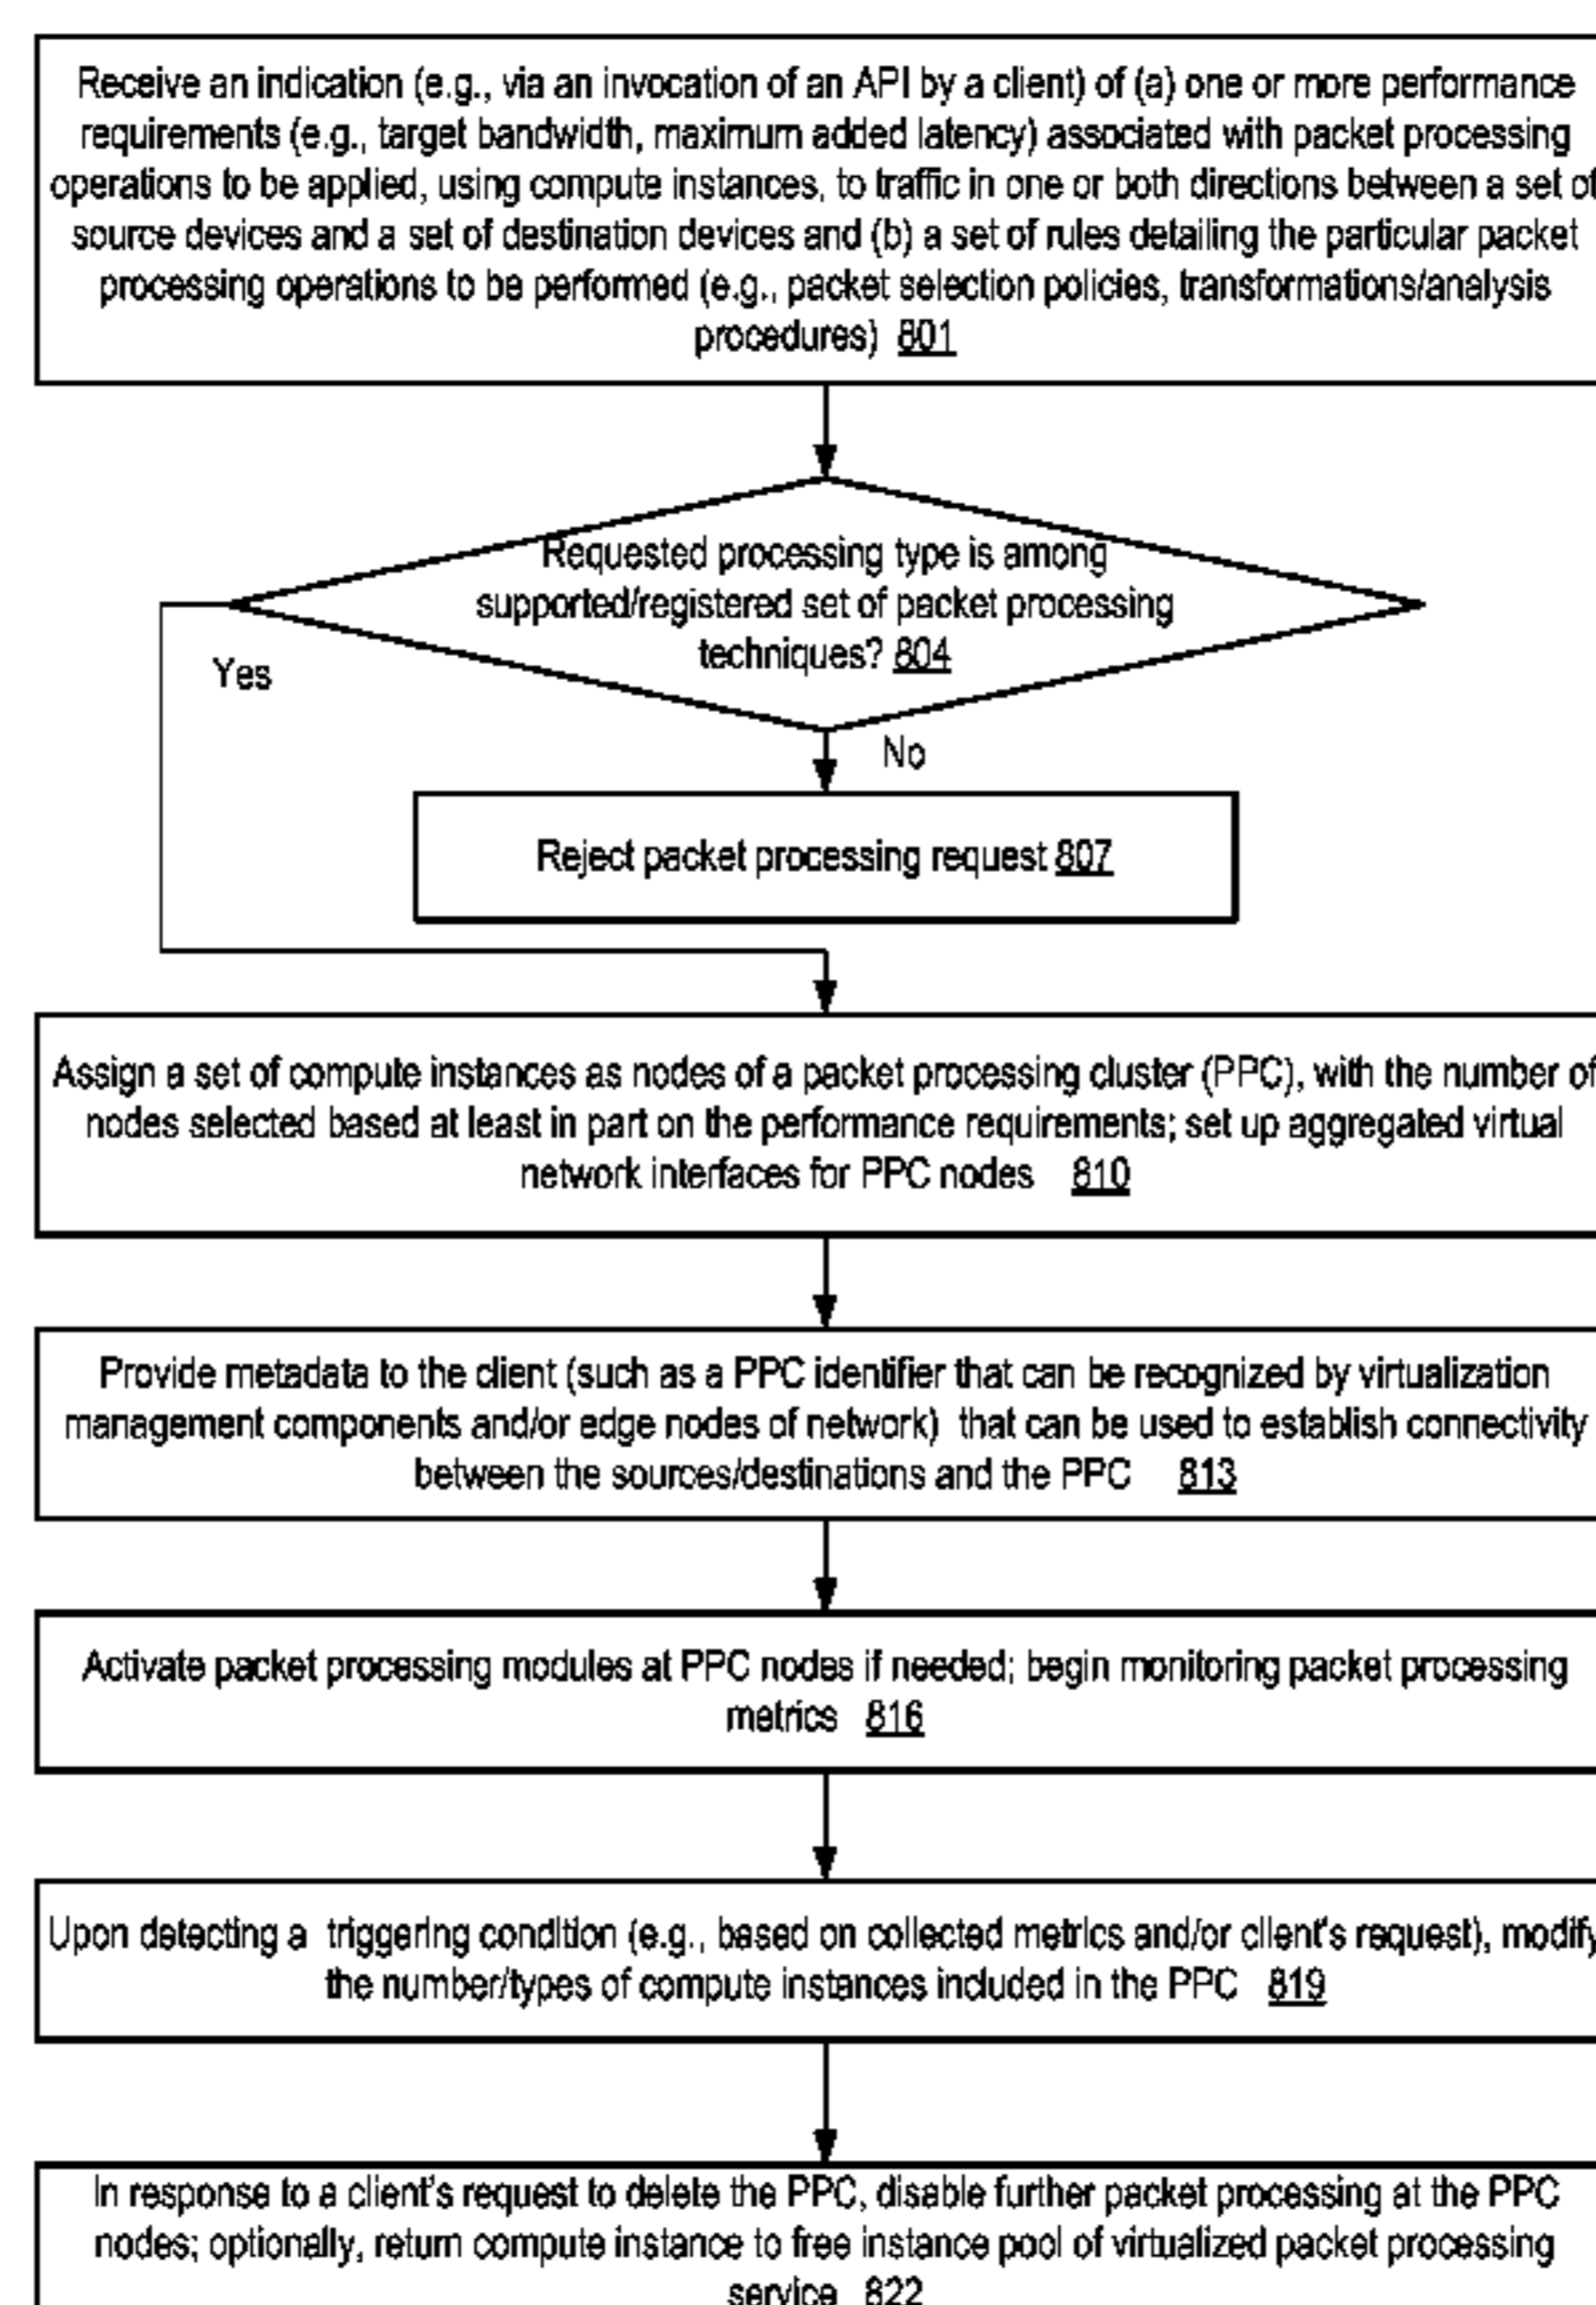 Receive an indication (e.g., via an invocation of an API by a client) of (a) one or more performance
requirements (e.g., target bandwidth, maximum added latency) associated with packet processing
operations to be applied, using compute instances, to traffic in one or both directions between a set of
source devices and a set of destination devices and (b) a set of rules detailing the particular packet
processing operations to be performed (e.g., packet selection policies, transformations/analysis
procedures) 801
Requested processing type is among
supported/registered set of packet processing
techniques? 804
Yes
No
Reject packet processing request 807
Assign a set of compute instances as nodes of a packet processing cluster (PPC), with the number of
nodes selected based at least in part on the performance requirements; set up aggregated virtual
network interfaces for PPC nodes 810
Provide metadata to the client (such as a PPC identifier that can be recognized by virtualization
management components and/or edge nodes of network) that can be used to establish connectivity
between the sources/destinations and the PPC 813
Activate packet processing modules at PPC nodes if needed; begin monitoring packet processing
metrics 816
Upon detecting a triggering condition (e.g., based on collected metrics and/or client's request), modify
the number/types of compute instances included in the PPC 819
In response to a client's request to delete the PPC, disable further packet processing at the PPC
nodes; optionally, return compute instance to free instance pool of virtualized packet processing
service 822